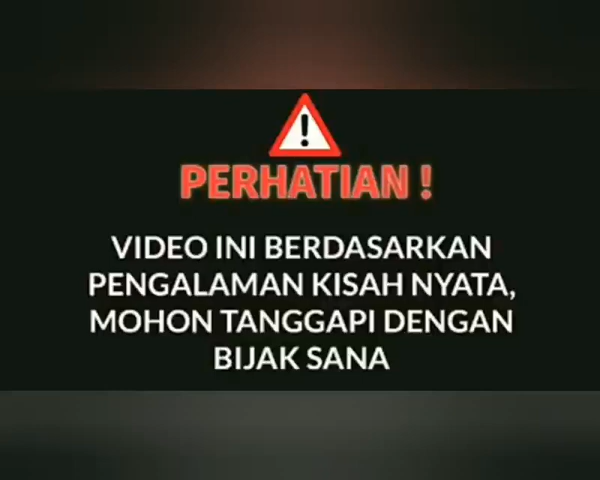 PERHATIAN !
VIDEO INI BERDASARKAN
PENGALAMAN KISAH NYATA,
MOHON TANGGAPI DENGAN
BIJAK SANA